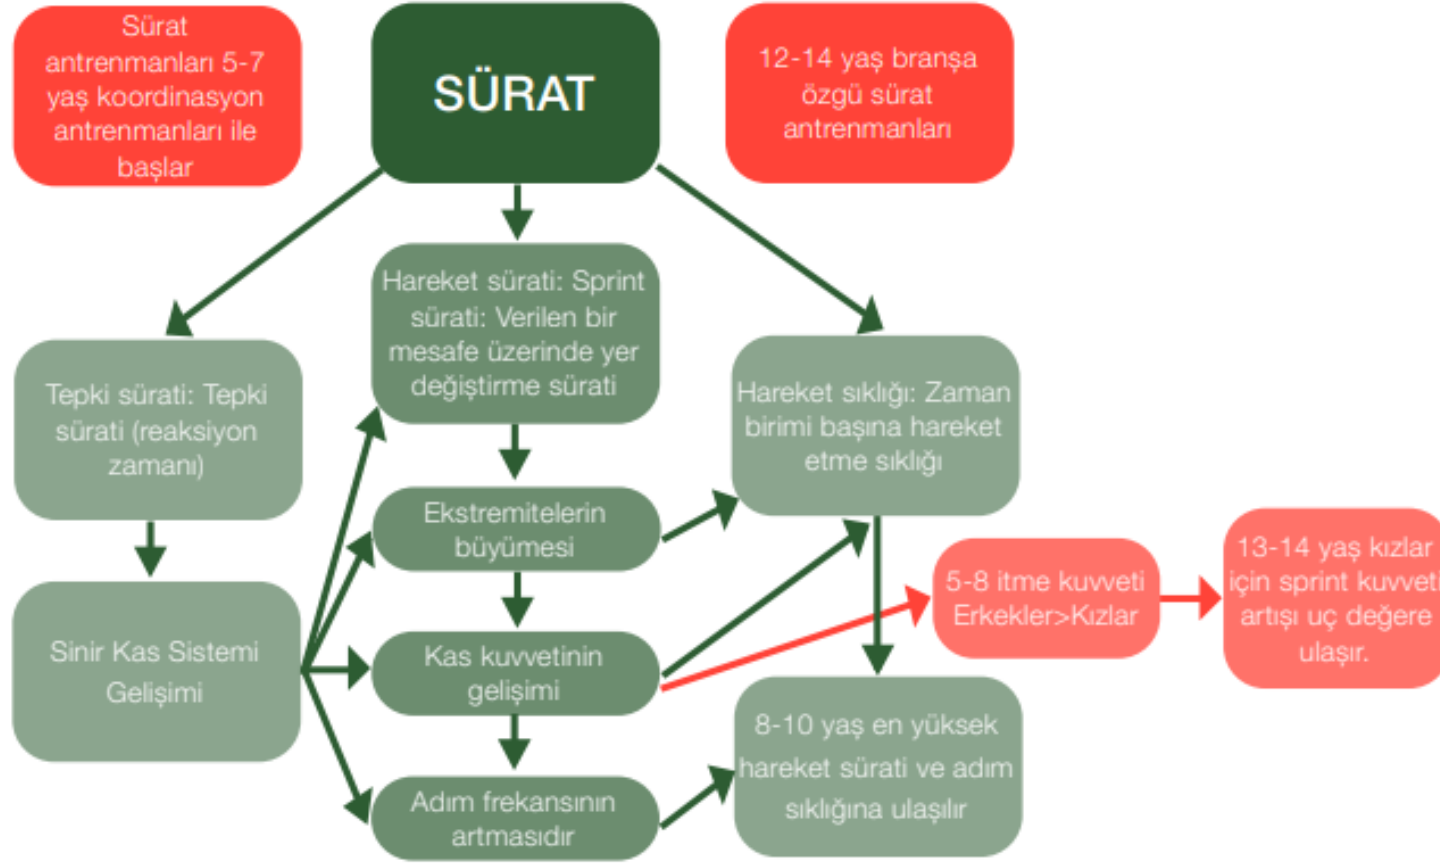 Sürat
antrenmanları 5-7
yaş koordinasyon
antrenmanları ile
başlar
SÜRAT
12-14 yaş branşa
özgü sürat
antrenmanları
Hareket sürati: Sprint
sürati: Verilen bir
mesafe üzerinde yer
değiştirme sürati
Tepki sürati: Tepki
sürati (reaksiyon
zamanı)
Hareket sıklığı: Zaman
birimi başına hareket
etme sıklığı
Ekstremitelerin
büyümesi
5-8 itme kuvveti
Erkekler>Kızlar
13-14 yaş kızlar
için sprint kuvveti
artışı uç değere
ulaşır.
Sinir Kas Sistemi
Gelişimi
Kas kuvvetinin
gelişimi
8-10 yaş en yüksek
hareket sürati ve adım
sıklığına ulaşılır
Adım frekansının
artmasıdır